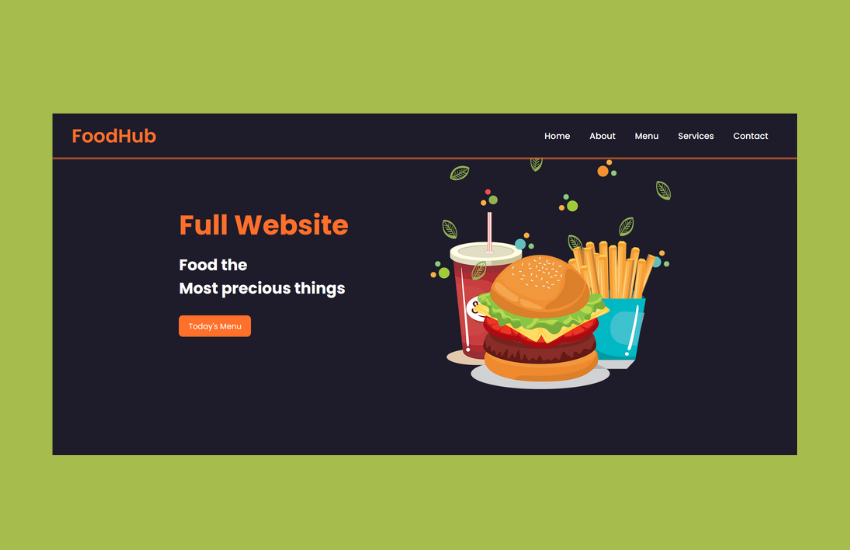 FoodHub
Home About Menu Services Contact
Full Website
Food the
Most precious things
Today's Menu